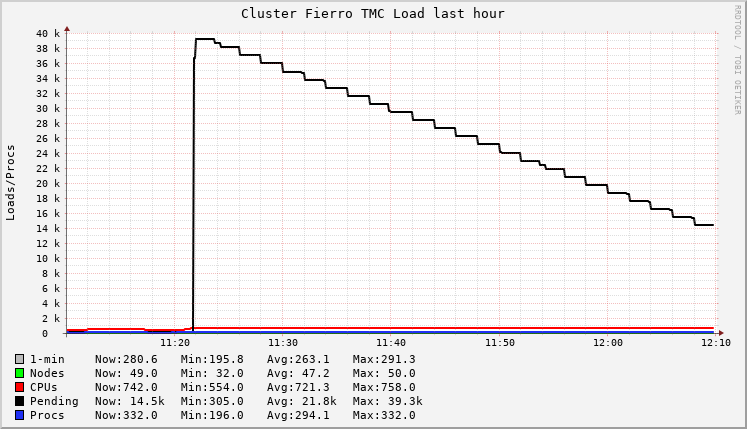 Cluster Fierro TMC Load last hour
RRDTOOL / TOBI OETIKER
Loads/Procs
40 k
38 k
36 k
34 k
32 k
30 k
28 k
26 k
24 k
22 k
20 k
18 k
16 k
14 k
12 k
10 k
8 k
6 k
4 k
2 k
0
11:20 11:30 11:40 11:50 12:00 12:10
1-min Now:280.6 Min:195.8 Avg:263.1 Max:291.3
Nodes Now: 49.0 Min: 32.0 Avg: 47.2 Max: 50.0
CPUs Now:742.0 Min:554.0 Avg:721.3 Max:758.0
Pending Now: 14.5k Min:305.0 Avg: 21.8k Max: 39.3k
Procs Now:332.0 Min:196.0 Avg:294.1 Max:332.0